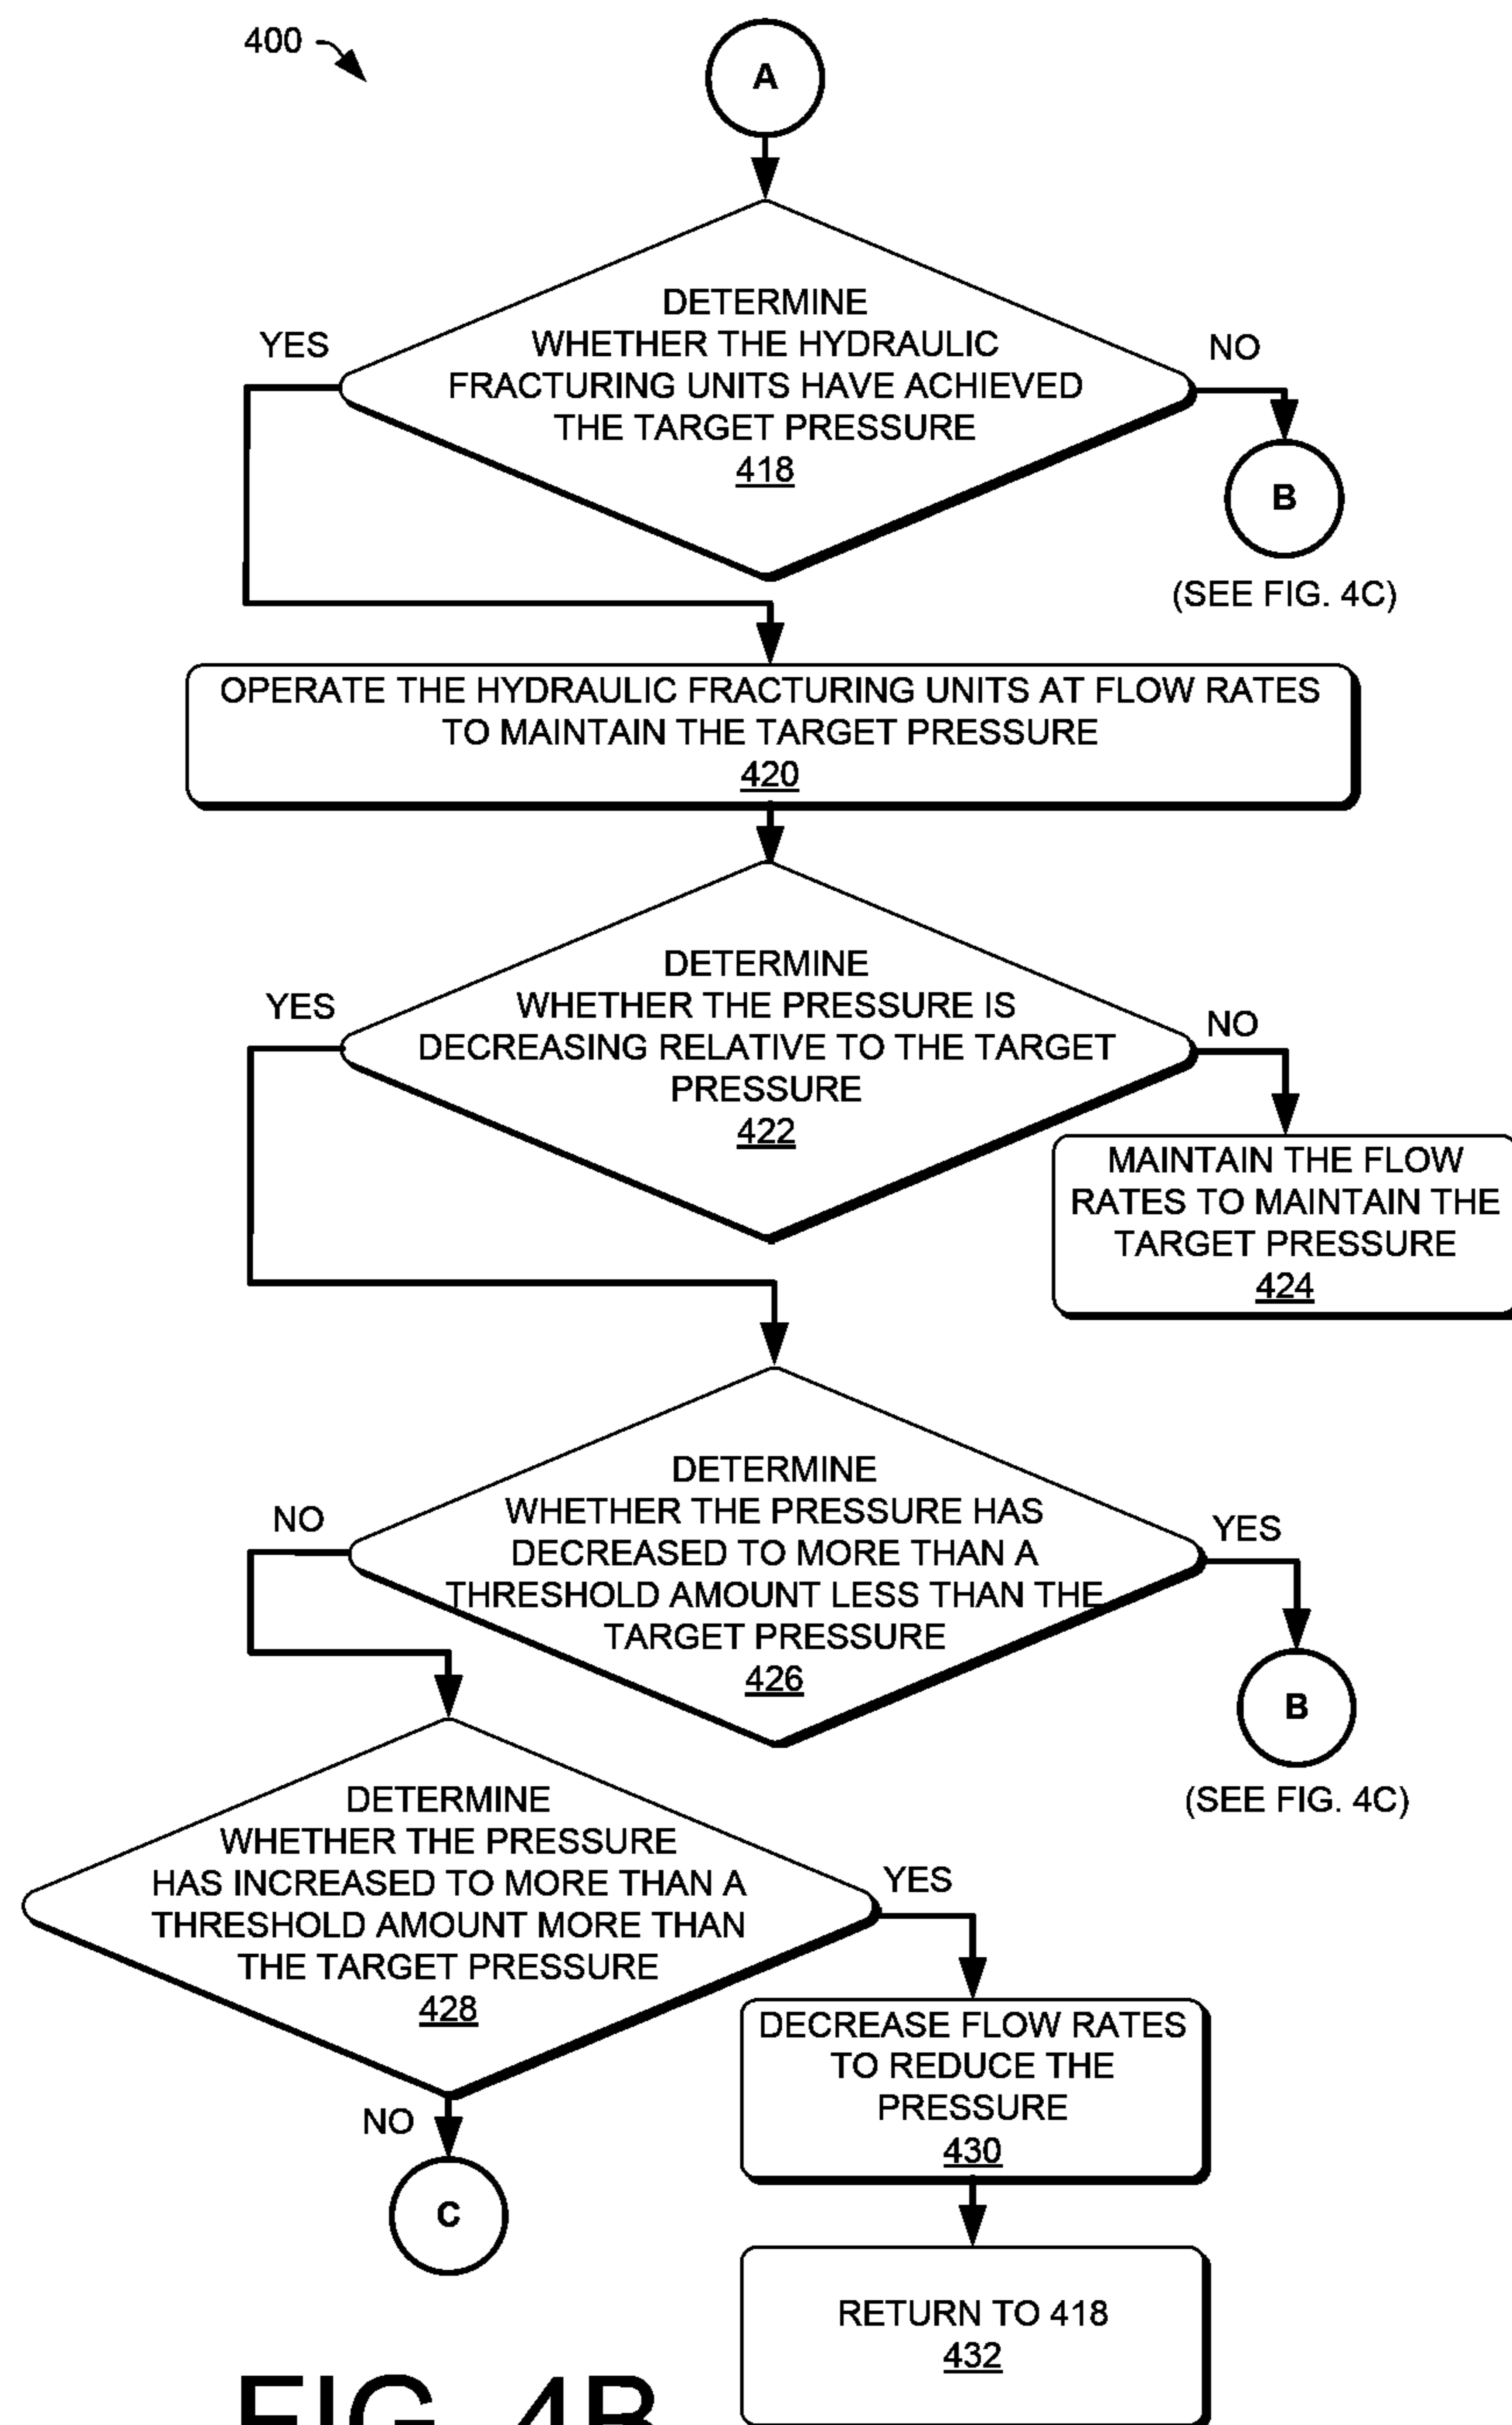 400
A
DETERMINE
WHETHER THE HYDRAULIC
FRACTURING UNITS HAVE ACHIEVED
THE TARGET PRESSURE
418
YES
NO
B
(SEE FIG. 4C)
OPERATE THE HYDRAULIC FRACTURING UNITS AT FLOW RATES
TO MAINTAIN THE TARGET PRESSURE
420
DETERMINE
WHETHER THE PRESSURE IS
DECREASING RELATIVE TO THE TARGET
PRESSURE
422
YES
NO
MAINTAIN THE FLOW
RATES TO MAINTAIN THE
TARGET PRESSURE
424
DETERMINE
WHETHER THE PRESSURE HAS
DECREASED TO MORE THAN A
THRESHOLD AMOUNT LESS THAN THE
TARGET PRESSURE
426
NO
YES
B
(SEE FIG. 4C)
DETERMINE
WHETHER THE PRESSURE
HAS INCREASED TO MORE THAN A
THRESHOLD AMOUNT MORE THAN
THE TARGET PRESSURE
428
YES
NO
C
DECREASE FLOW RATES
TO REDUCE THE
PRESSURE
430
RETURN TO 418
432
FIG. 4B